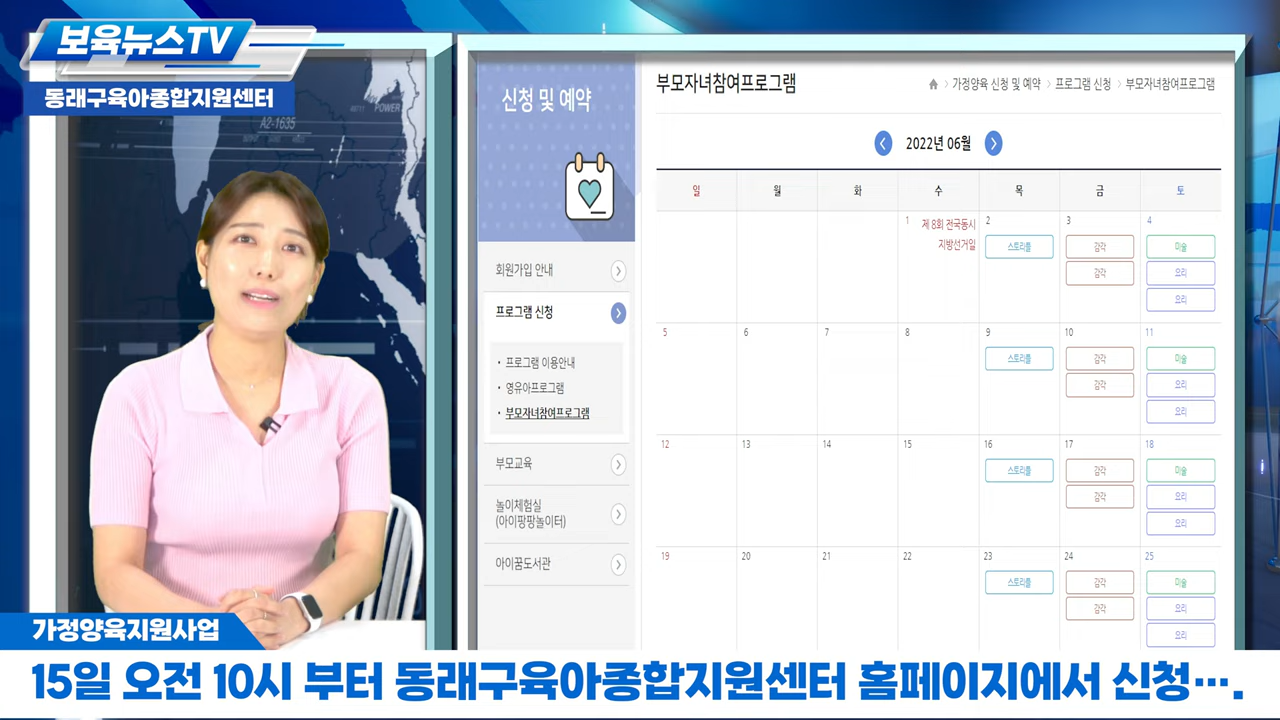 보육뉴스TV
동래구육아종합지원센터
A2-1635
POWER
신청 및 예약
회원가입 안내
프로그램 신청
· 프로그램 이용안내
· 영유아프로그램
· 부모자녀참여프로그램
부모교육
놀이체험실
(아이팡팡놀이터)
아이꿈도서관
부모자녀참여프로그램
가정양육 신청 및 예약 > 프로그램 신청 > 부모자녀참여프로그램
2022년 06월
일 월 화 수 목 금 토
1 제 8회 전국동시 2 3 4
지방선거일
스토리플 감각 미술
감각 요리
요리
5 6 7 8 9 10 11
스토리플 감각 미술
감각 요리
요리
12 13 14 15 16 17 18
스토리플 감각 미술
감각 요리
요리
19 20 21 22 23 24 25
스토리플 감각 미술
감각 요리
요리
가정양육지원사업
15일 오전 10시 부터 동래구육아종합지원센터 홈페이지에서 신청….